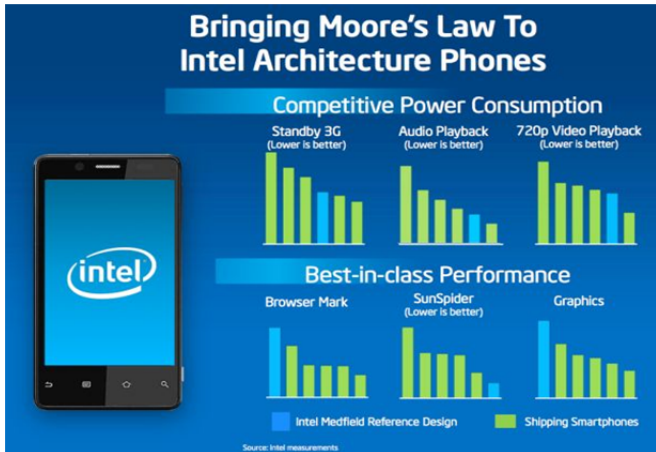 Bringing Moore's Law To
Intel Architecture Phones
Competitive Power Consumption
Standby 3G
(Lower is better)
Audio Playback
(Lower is better)
720p Video Playback
(Lower is better)
intel
Best-in-class Performance
Browser Mark
SunSpider
(Lower is better)
Graphics
Intel Medfield Reference Design
Shipping Smartphones
Source: Intel measurements